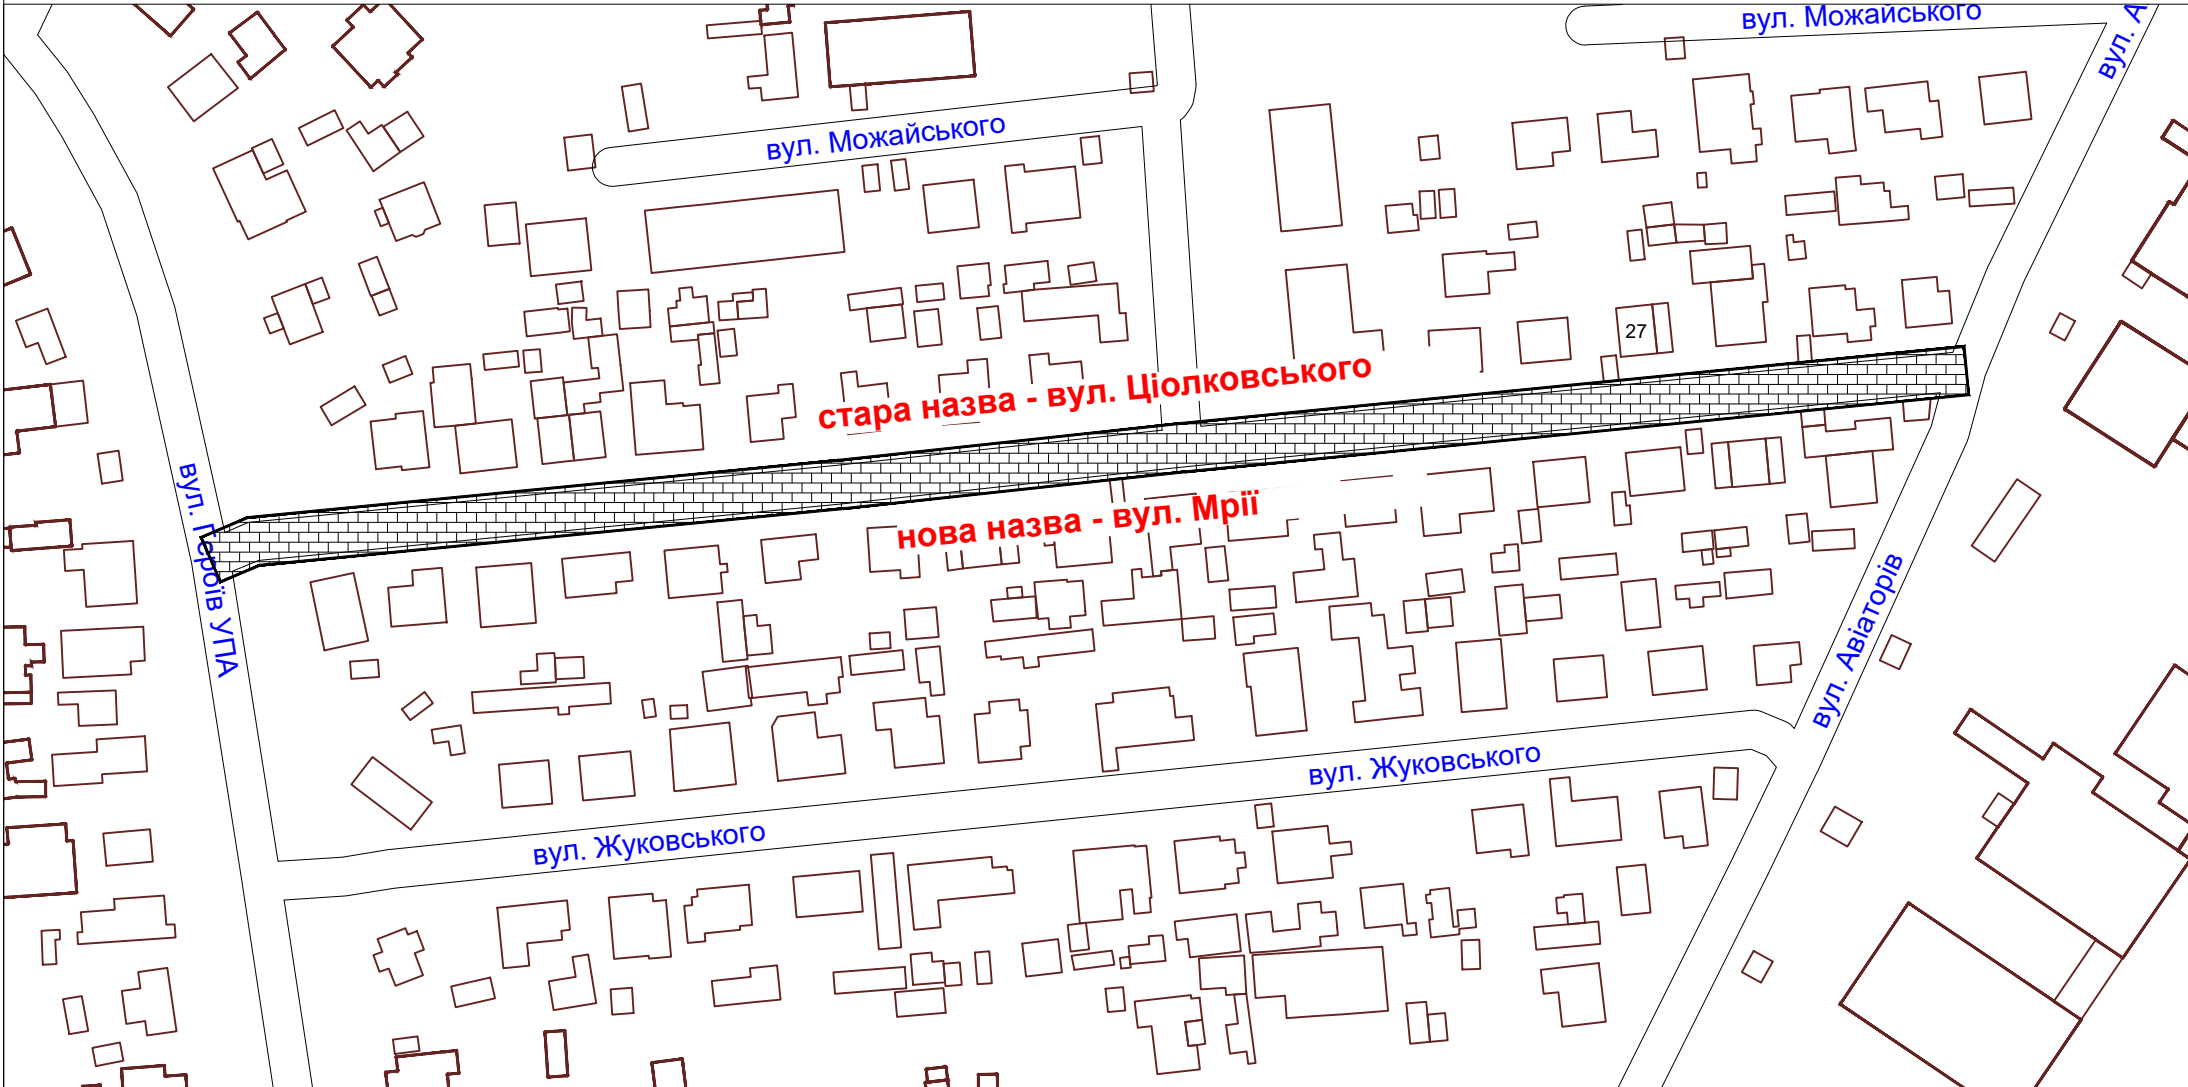 вул. Можайського
вул. А
вул. Можайського
27
стара назва - вул. Ціолковського
нова назва - вул. Мрії
вул. Героїв УПА
вул. Авіаторів
вул. Жуковського
вул. Жуковського